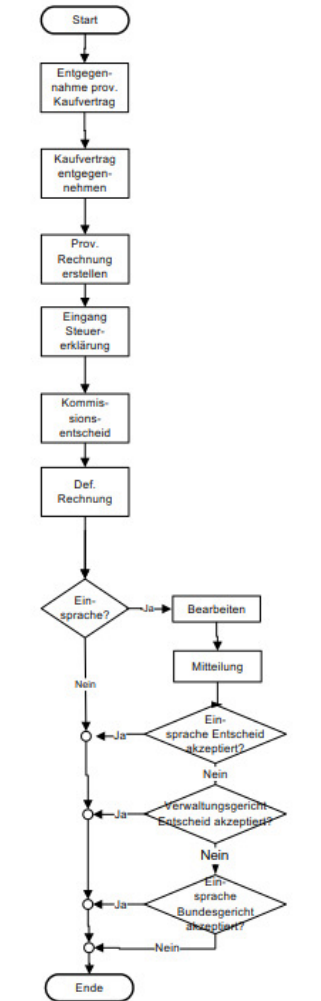 Start
Entgegen-
nahme prov.
Kaufvertrag
Kaufvertrag
entgegen-
nehmen
Prov.
Rechnung
erstellen
Eingang
Steuer-
erklärung
Kommis-
sions-
entscheid
Def.
Rechnung
Ein-
sprache?
Ja
Bearbeiten
Mitteilung
Nein
Ein-
sprache Entscheid
akzeptiert?
Ja
Nein
Verwaltungsgericht
Entscheid akzeptiert?
Ja
Nein
Ein-
sprache
Bundesgericht
akzeptiert?
Ja
Nein
Ende